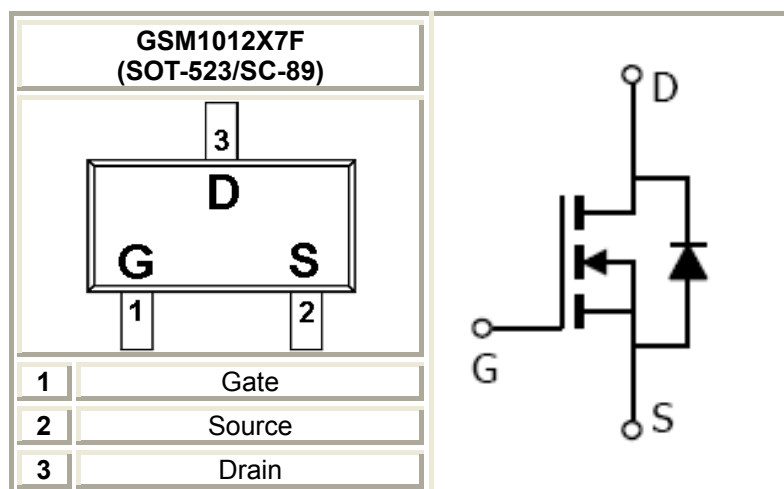 GSM1012X7F
(SOT-523/SC-89)
3
D
G S
1 2
1 Gate
2 Source
3 Drain
D
G
S